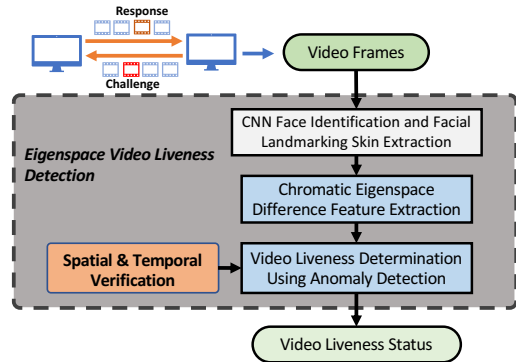 Response
Challenge
Video Frames
Eigenspace Video Liveness
Detection
CNN Face Identification and Facial
Landmarking Skin Extraction
Chromatic Eigenspace
Difference Feature Extraction
Spatial & Temporal
Verification
Video Liveness Determination
Using Anomaly Detection
Video Liveness Status